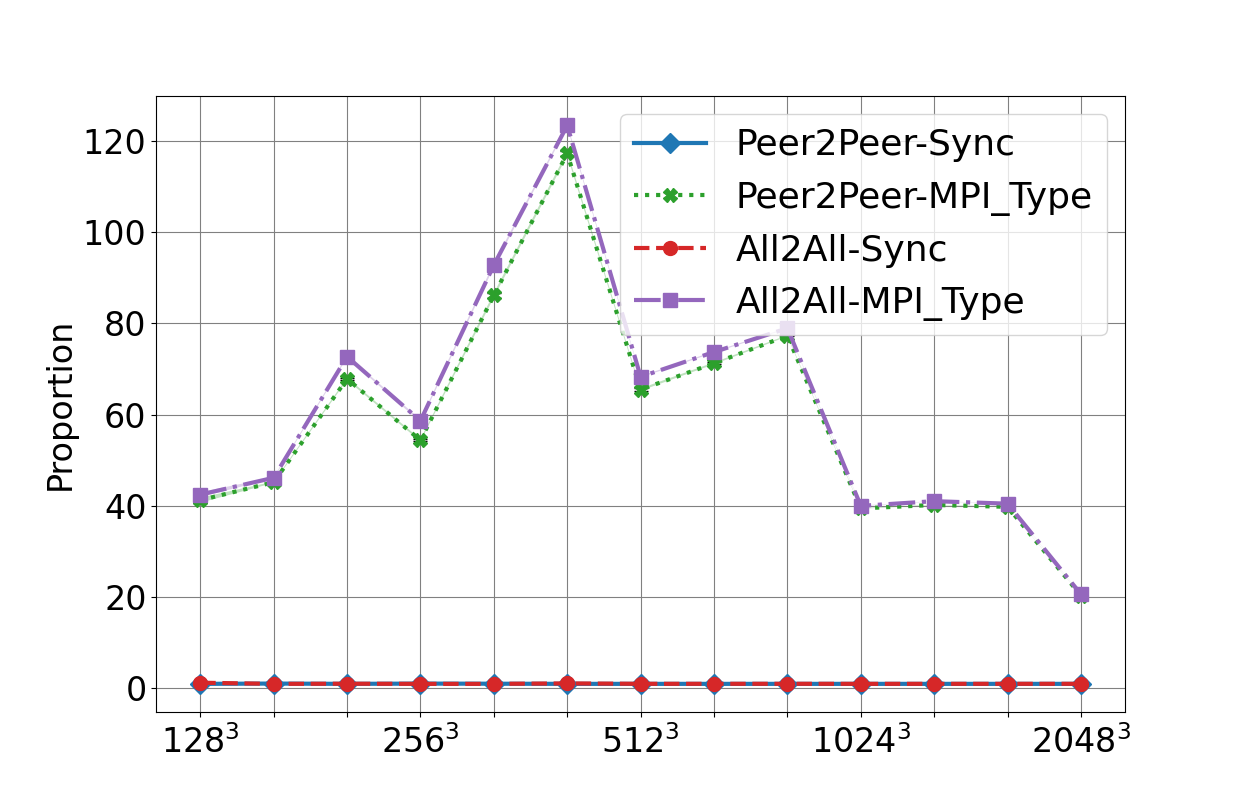 Proportion
120
100
80
60
40
20
0
128³
256³
512³
1024³
2048³
Peer2Peer-Sync
Peer2Peer-MPI_Type
All2All-Sync
All2All-MPI_Type